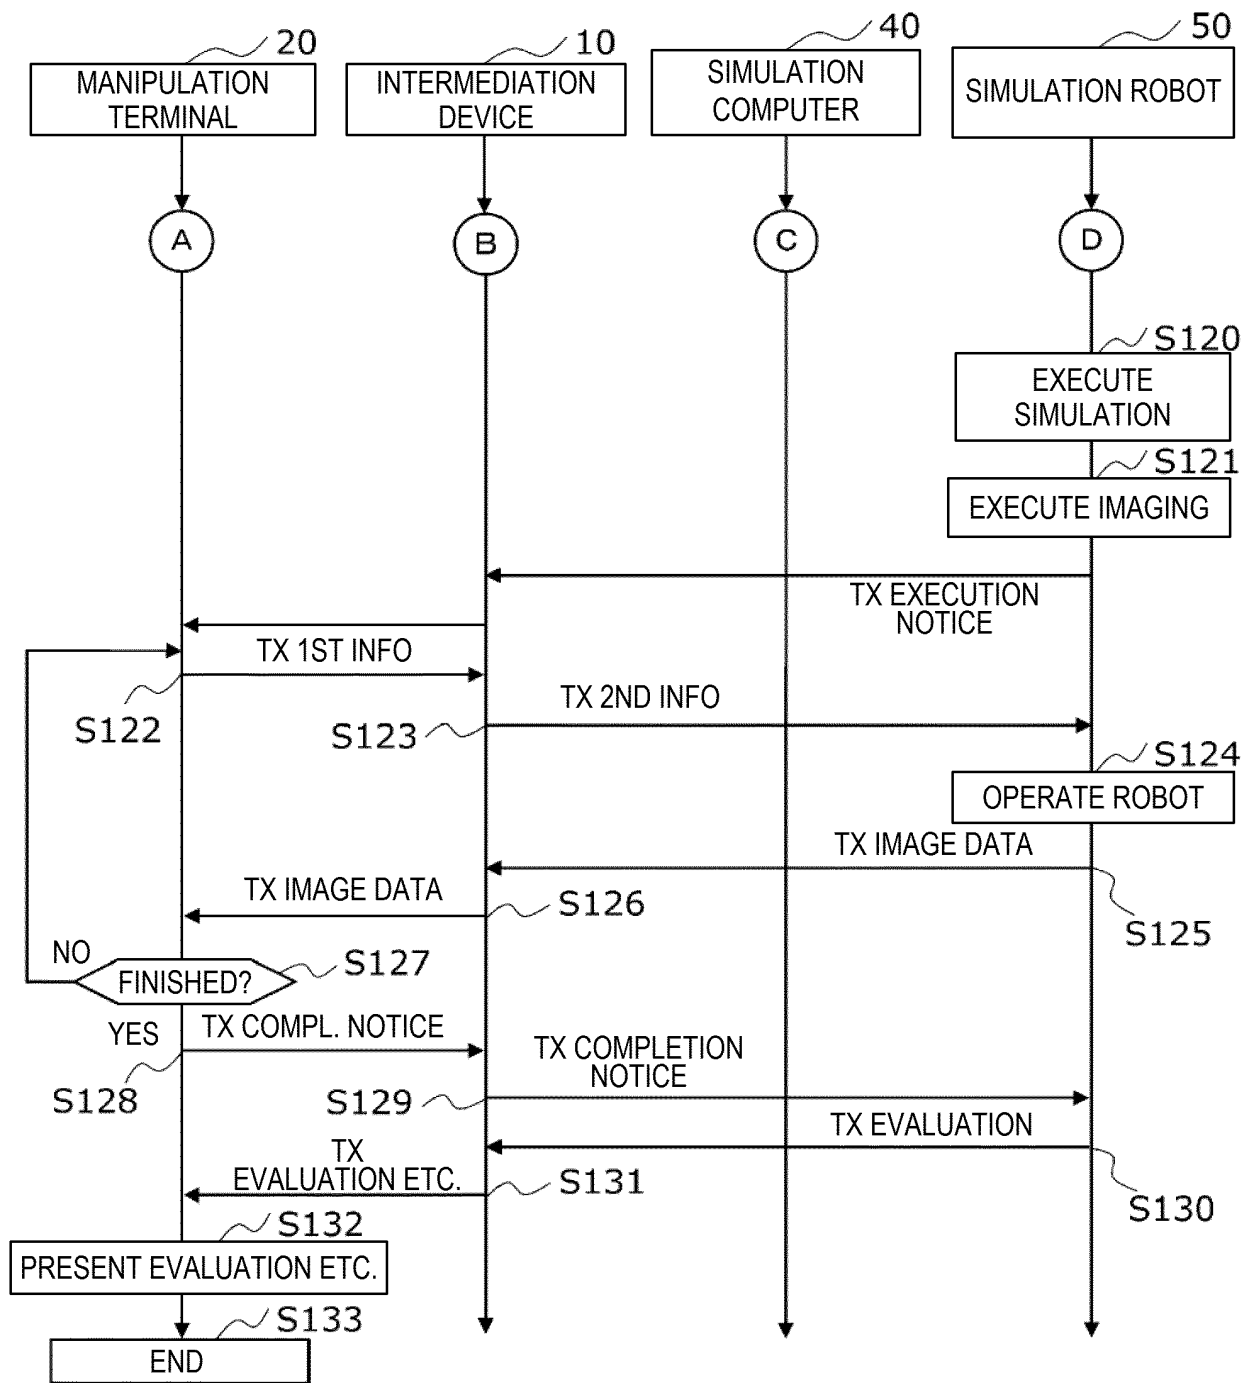 20
10
40
50
MANIPULATION
TERMINAL
INTERMEDIATION
DEVICE
SIMULATION
COMPUTER
SIMULATION ROBOT
A
B
C
D
S120
EXECUTE
SIMULATION
S121
EXECUTE IMAGING
TX EXECUTION
NOTICE
TX 1ST INFO
S122
TX 2ND INFO
S123
S124
OPERATE ROBOT
TX IMAGE DATA
S125
TX IMAGE DATA
S126
NO
FINISHED?
S127
YES
TX COMPL. NOTICE
S128
TX COMPLETION
NOTICE
S129
TX EVALUATION
S130
TX
EVALUATION ETC.
S131
S132
PRESENT EVALUATION ETC.
S133
END